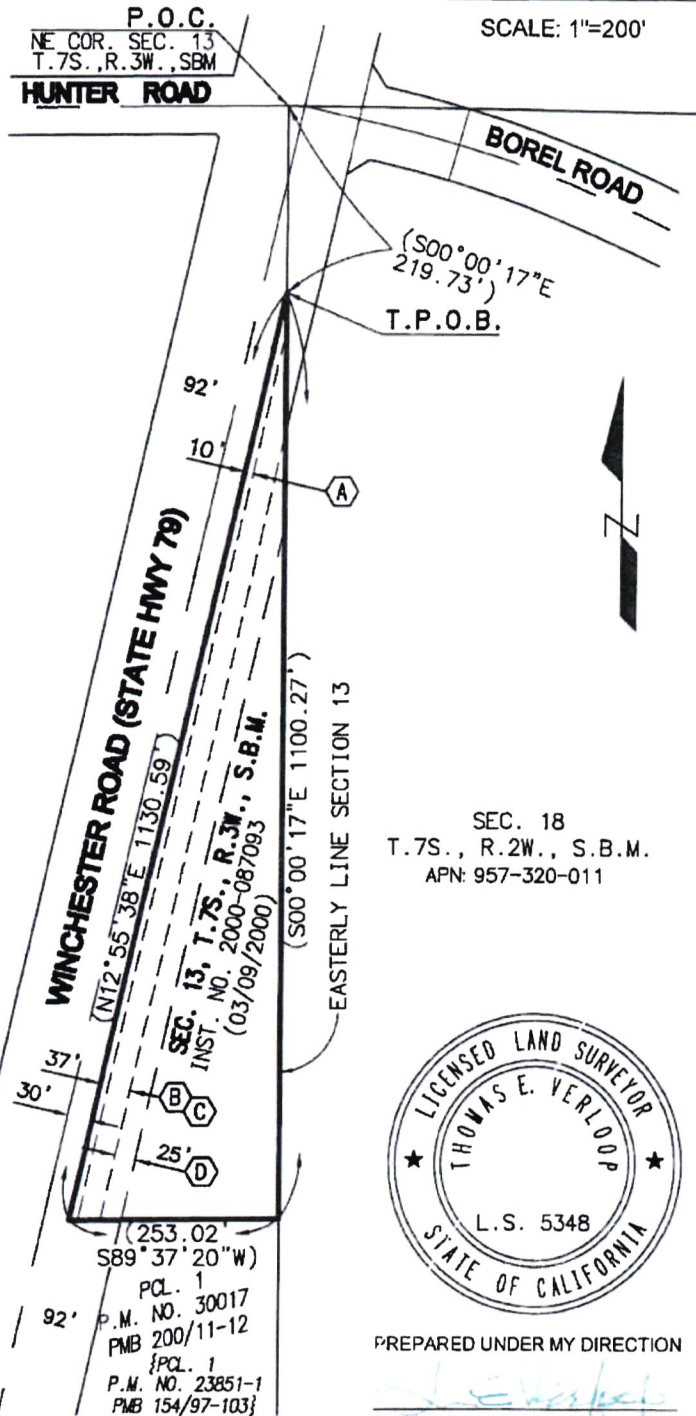 P.O.C.
NE COR. SEC. 13
T.7S.,R.3W.,SBM
HUNTER ROAD
SCALE: 1"=200'
BOREL ROAD
(S00°00'17"E
219.73')
T.P.O.B.
92'
10'
A
WINCHESTER ROAD (STATE HWY 79)
(N12°55'38"E 1130.59')
SEC. 13, T.7S., R.3W., S.B.M.
INST. NO. 2000-087093
(03/09/2000)
(S00°00'17"E 1100.27')
EASTERLY LINE SECTION 13
N
SEC. 18
T.7S., R.2W., S.B.M.
APN: 957-320-011
37'
30'
B
C
25'
D
(253.02'
S89°37'20"W)
PCL. 1
P.M. NO. 30017
PMB 200/11-12
{PCL. 1
P.M. NO. 23851-1
PMB 154/97-103}
92'
LICENSED LAND SURVEYOR
THOMAS E. VERLOOP
L.S. 5348
STATE OF CALIFORNIA
PREPARED UNDER MY DIRECTION